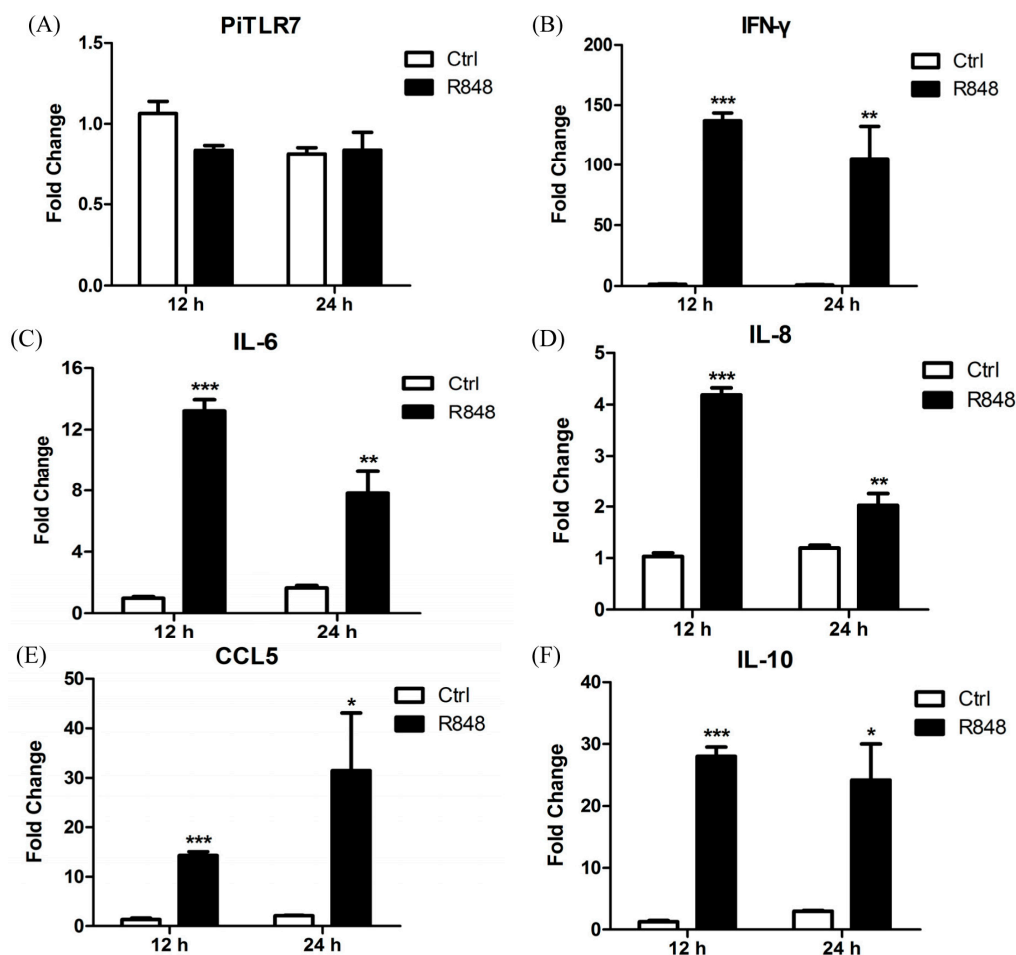 (A)
PiTLR7
Fold Change
1.5
1.0
0.5
0.0
12 h
24 h
Ctrl
R848
(B)
IFN-γ
Fold Change
200
150
100
50
0
***
**
12 h
24 h
Ctrl
R848
(C)
IL-6
Fold Change
16
12
8
4
0
***
**
12 h
24 h
Ctrl
R848
(D)
IL-8
Fold Change
5
4
3
2
1
0
***
**
12 h
24 h
Ctrl
R848
(E)
CCL5
Fold Change
50
40
30
20
10
0
***
*
12 h
24 h
Ctrl
R848
(F)
IL-10
Fold Change
40
30
20
10
0
***
*
12 h
24 h
Ctrl
R848